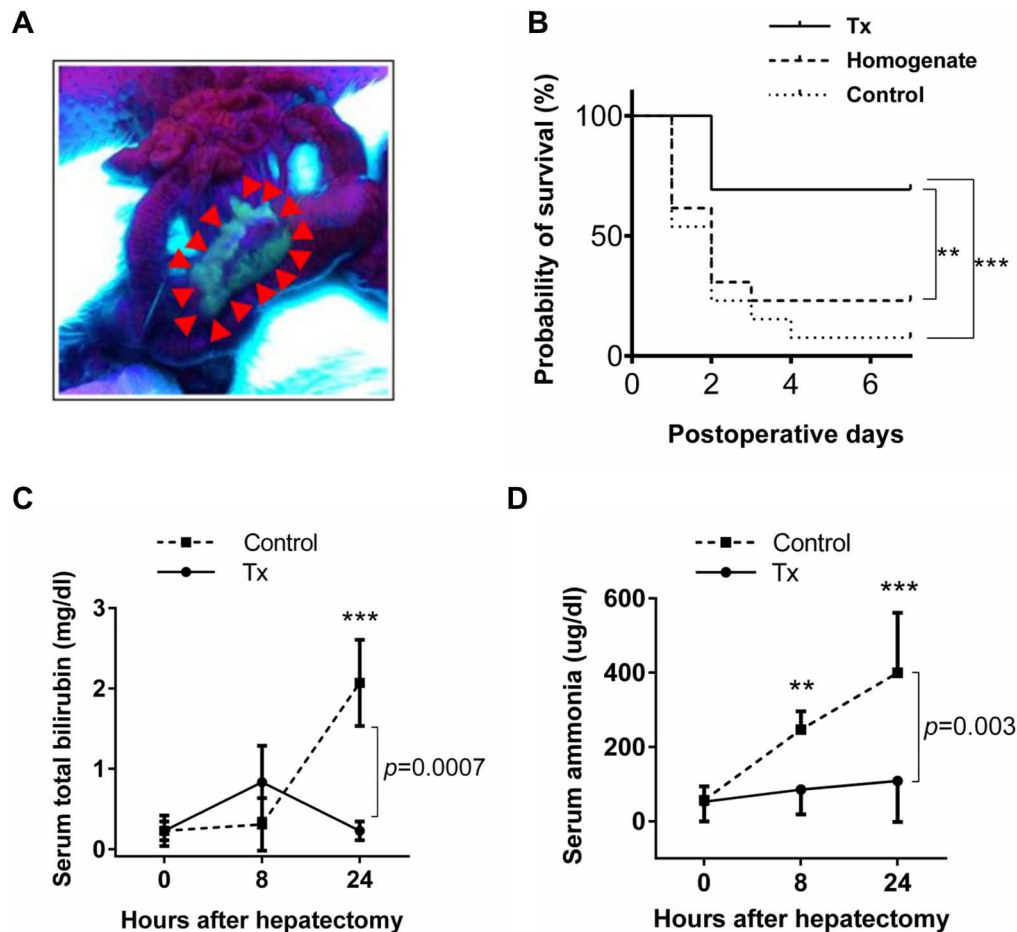 A
B
Tx
Homogenate
Control
Probability of survival (%)
100
50
0
0 2 4 6
**
***
Postoperative days
C
Control
Tx
Serum total bilirubin (mg/dl)
3
2
1
0
***
p=0.0007
0 8 24
Hours after hepatectomy
D
Control
Tx
Serum ammonia (ug/dl)
600
400
200
0
**
***
p=0.003
0 8 24
Hours after hepatectomy